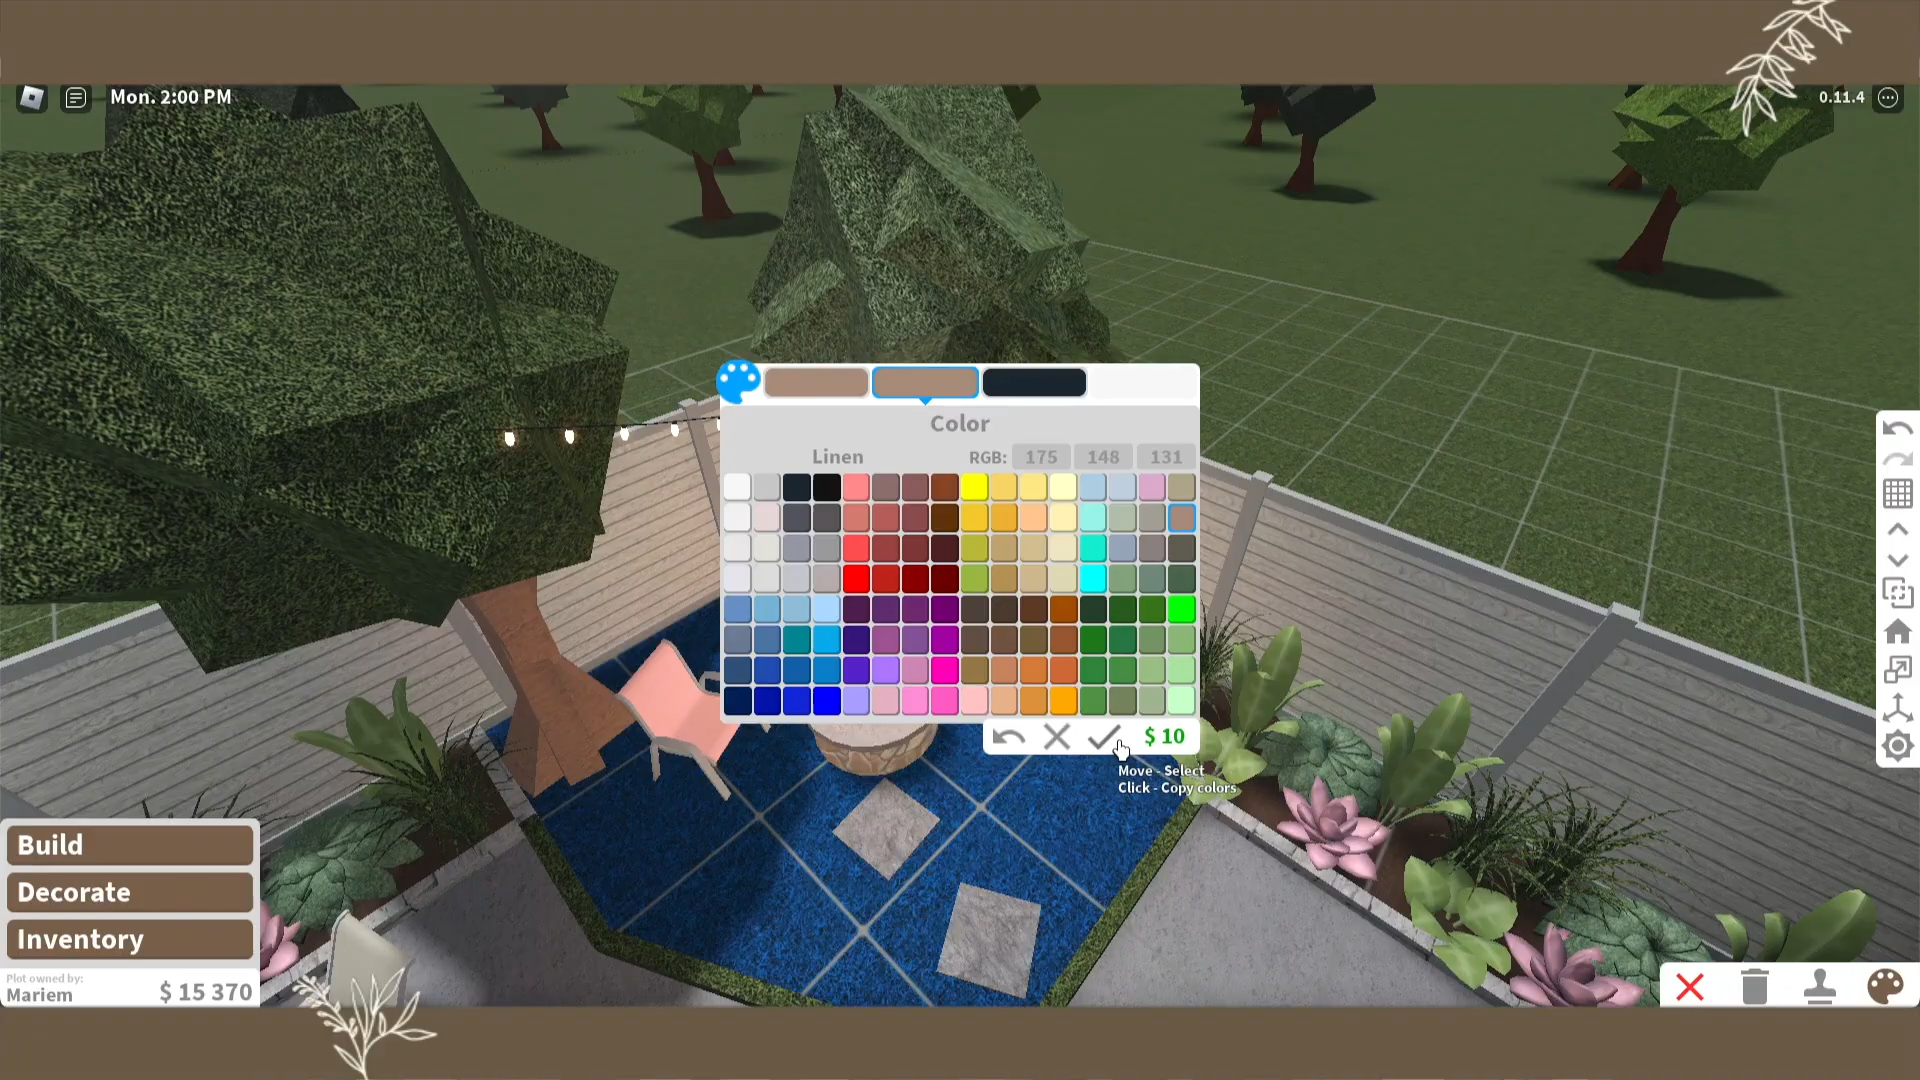 Mon. 2:00 PM
0.11.4
Color
Linen
RGB: 175 148 131
$ 10
Move - Select
Click - Copy colors
Build
Decorate
Inventory
Plot owned by:
Mariem
$ 15 370